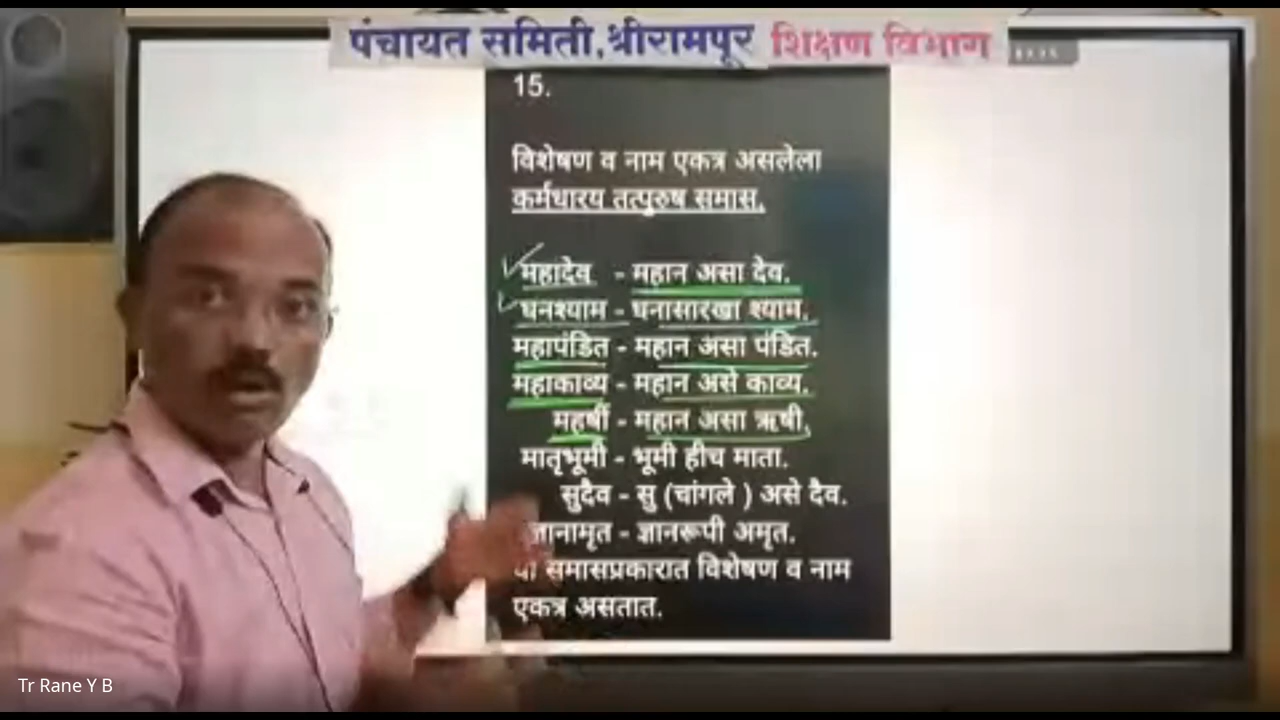 पंचायत समिती,श्रीरामपूर शिक्षण विभाग
15.
विशेषण व नाम एकत्र असलेला
कर्मधारय तत्पुरुष समास.
महादेव - महान असा देव.
घनश्याम - घनासारखा श्याम.
महापंडित - महान असा पंडित.
महाकाव्य - महान असे काव्य.
महर्षी - महान असा ऋषी.
मातृभूमी - भूमी हीच माता.
सुदैव - सु (चांगले ) असे दैव.
ज्ञानामृत - ज्ञानरूपी अमृत.
या समासप्रकारात विशेषण व नाम
एकत्र असतात.
Tr Rane Y B